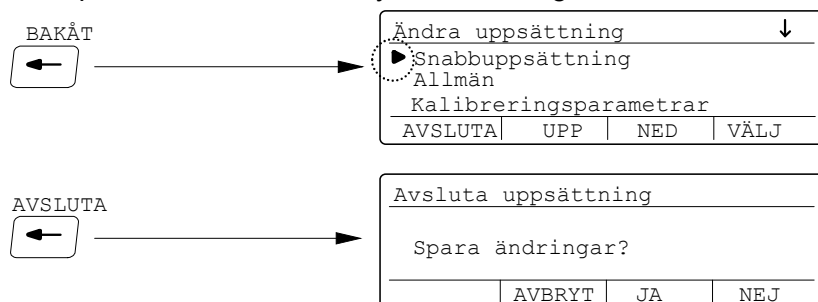 BAKÅT
Ändra uppsättning ↓
Snabbuppsättning
Allmän
Kalibreringsparametrar
AVSLUTA UPP NED VÄLJ
AVSLUTA
Avsluta uppsättning
Spara ändringar?
AVBRYT JA NEJ